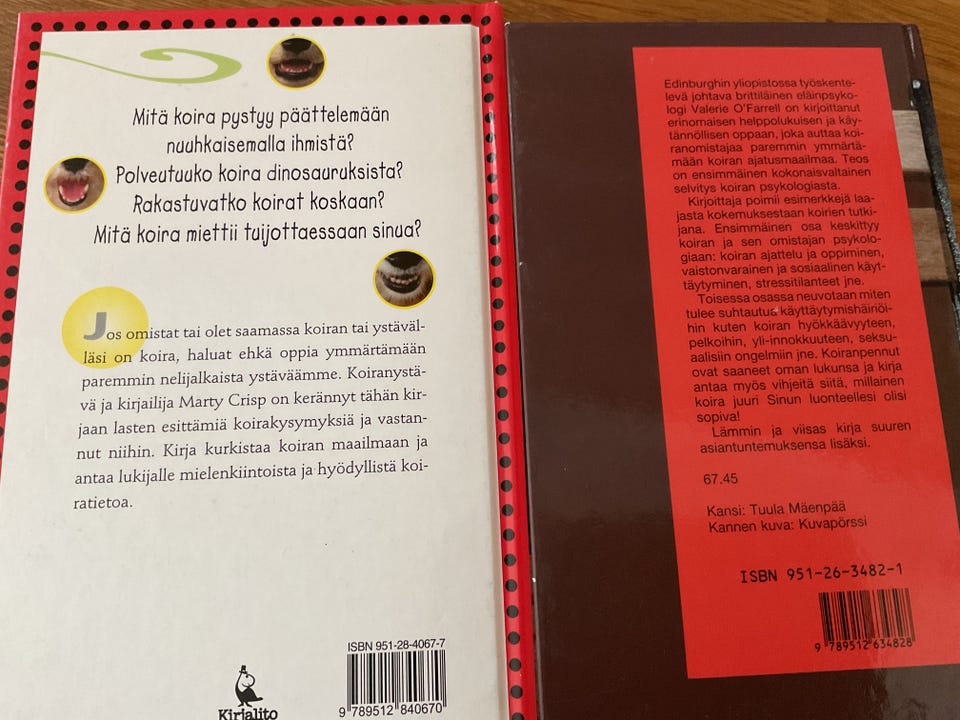 Mitä koira pystyy päättelemään
nuuhkaisemalla ihmistä?
Polveutuuko koira dinosauruksista?
Rakastuvatko koirat koskaan?
Mitä koira miettii tuijottaessaan sinua?
Jos omistat tai olet saamassa koiran tai ystäväl-
läsi on koira, haluat ehkä oppia ymmärtämään
paremmin nelijalkaista ystäväämme. Koiranystä-
vä ja kirjailija Marty Crisp on kerännyt tähän kir-
jaan lasten esittämiä koirakysymyksiä ja vastan-
nut niihin. Kirja kurkistaa koiran maailmaan ja
antaa lukijalle mielenkiintoista ja hyödyllistä koi-
ratietoa.
ISBN 951-28-4067-7
9 789512 840670
Kirjalito
Edinburghin yliopistossa työskente-
levä johtava brittiläinen eläinpsyko-
logi Valerie O'Farrell on kirjoittanut
erinomaisen helppolukuisen ja käy-
tännöllisen oppaan, joka auttaa koi-
ranomistajaa paremmin ymmärtä-
mään koiran ajatusmaailmaa. Teos
on ensimmäinen kokonaisvaltainen
selvitys koiran psykologiasta.
Kirjoittaja poimii esimerkkejä laa-
jasta kokemuksestaan koirien tutki-
jana. Ensimmäinen osa keskittyy
koiran ja sen omistajan psykolo-
giaan: koiran ajattelu ja oppiminen,
vaistonvarainen ja sosiaalinen käyt-
täytyminen, stressitilanteet jne.
Toisessa osassa neuvotaan miten
tulee suhtautua käyttäytymishäiriöi-
hin kuten koiran hyökkäävyyteen,
pelkoihin, yli-innokkuuteen, seksu-
aalisiin ongelmiin jne. Koiranpennut
ovat saaneet oman lukunsa ja kirja
antaa myös vihjeitä siitä, millainen
koira juuri Sinun luonteellesi olisi
sopiva!
Lämmin ja viisas kirja suuren
asiantuntemuksensa lisäksi.
67.45
Kansi: Tuula Mäenpää
Kannen kuva: Kuvapörssi
ISBN 951-26-3482-1
9 789512 634828